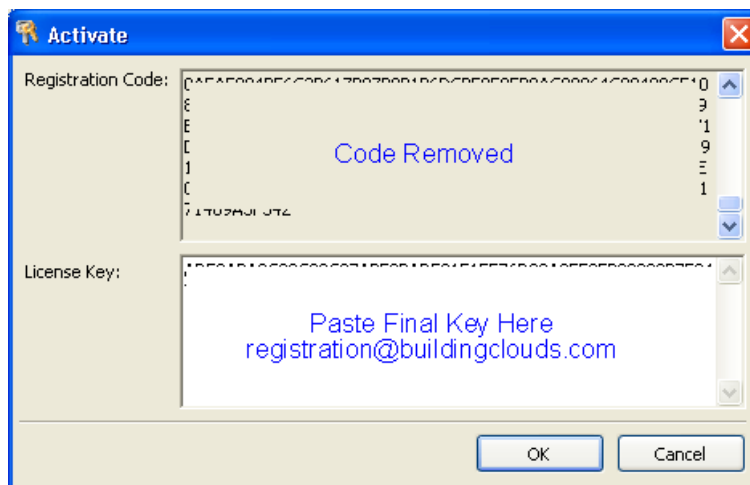 Activate
Registration Code:
Code Removed
License Key:
Paste Final Key Here
registration@buildingclouds.com
OK
Cancel